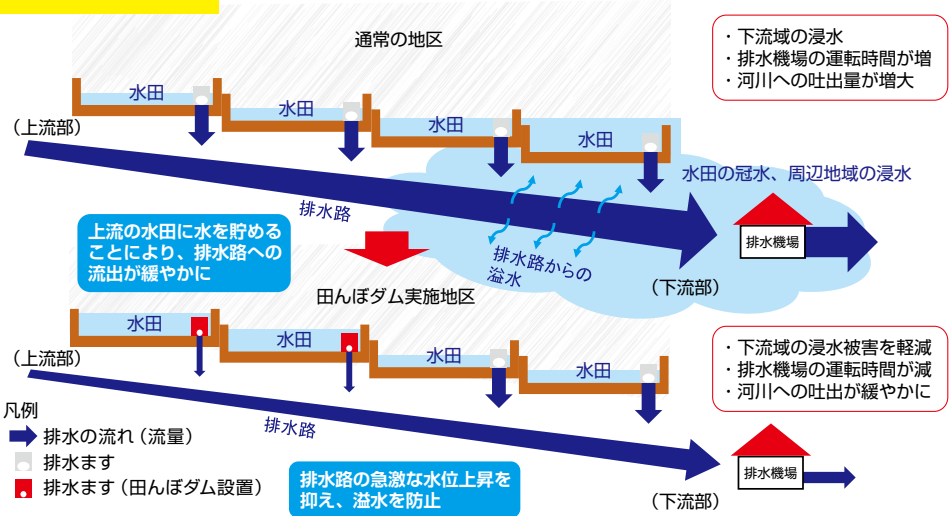 通常の地区
・下流域の浸水
・排水機場の運転時間が増
・河川への吐出量が増大
水田
水田
水田
水田
（上流部）
水田の冠水、周辺地域の浸水
排水路
排水機場
上流の水田に水を貯める
ことにより、排水路への
流出が緩やかに
排水路からの
溢水
（下流部）
田んぼダム実施地区
水田
水田
水田
水田
（上流部）
・下流域の浸水被害を軽減
・排水機場の運転時間が減
・河川への吐出が緩やかに
排水路
凡例
排水の流れ（流量）
排水ます
排水ます（田んぼダム設置）
排水路の急激な水位上昇を
抑え、溢水を防止
排水機場
（下流部）